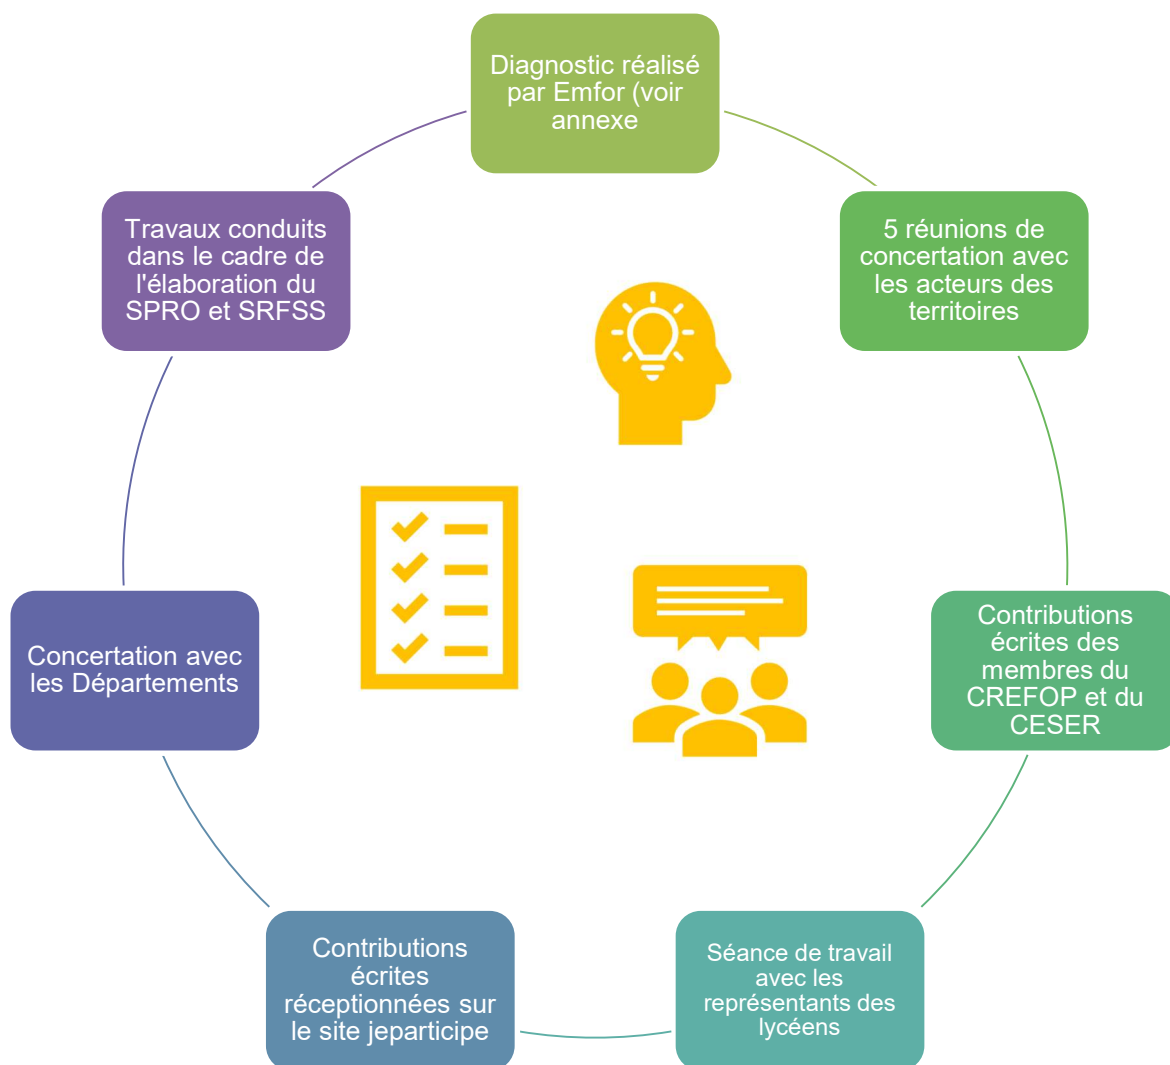 Diagnostic réalisé
par Emfor (voir
annexe
5 réunions de
concertation avec
les acteurs des
territoires
Contributions
écrites des
membres du
CREFOP et du
CESER
Séance de travail
avec les
représentants des
lycéens
Contributions
écrites
réceptionnées sur
le site jeparticipe
Concertation avec
les Départements
Travaux conduits
dans le cadre de
l'élaboration du
SPRO et SRFSS